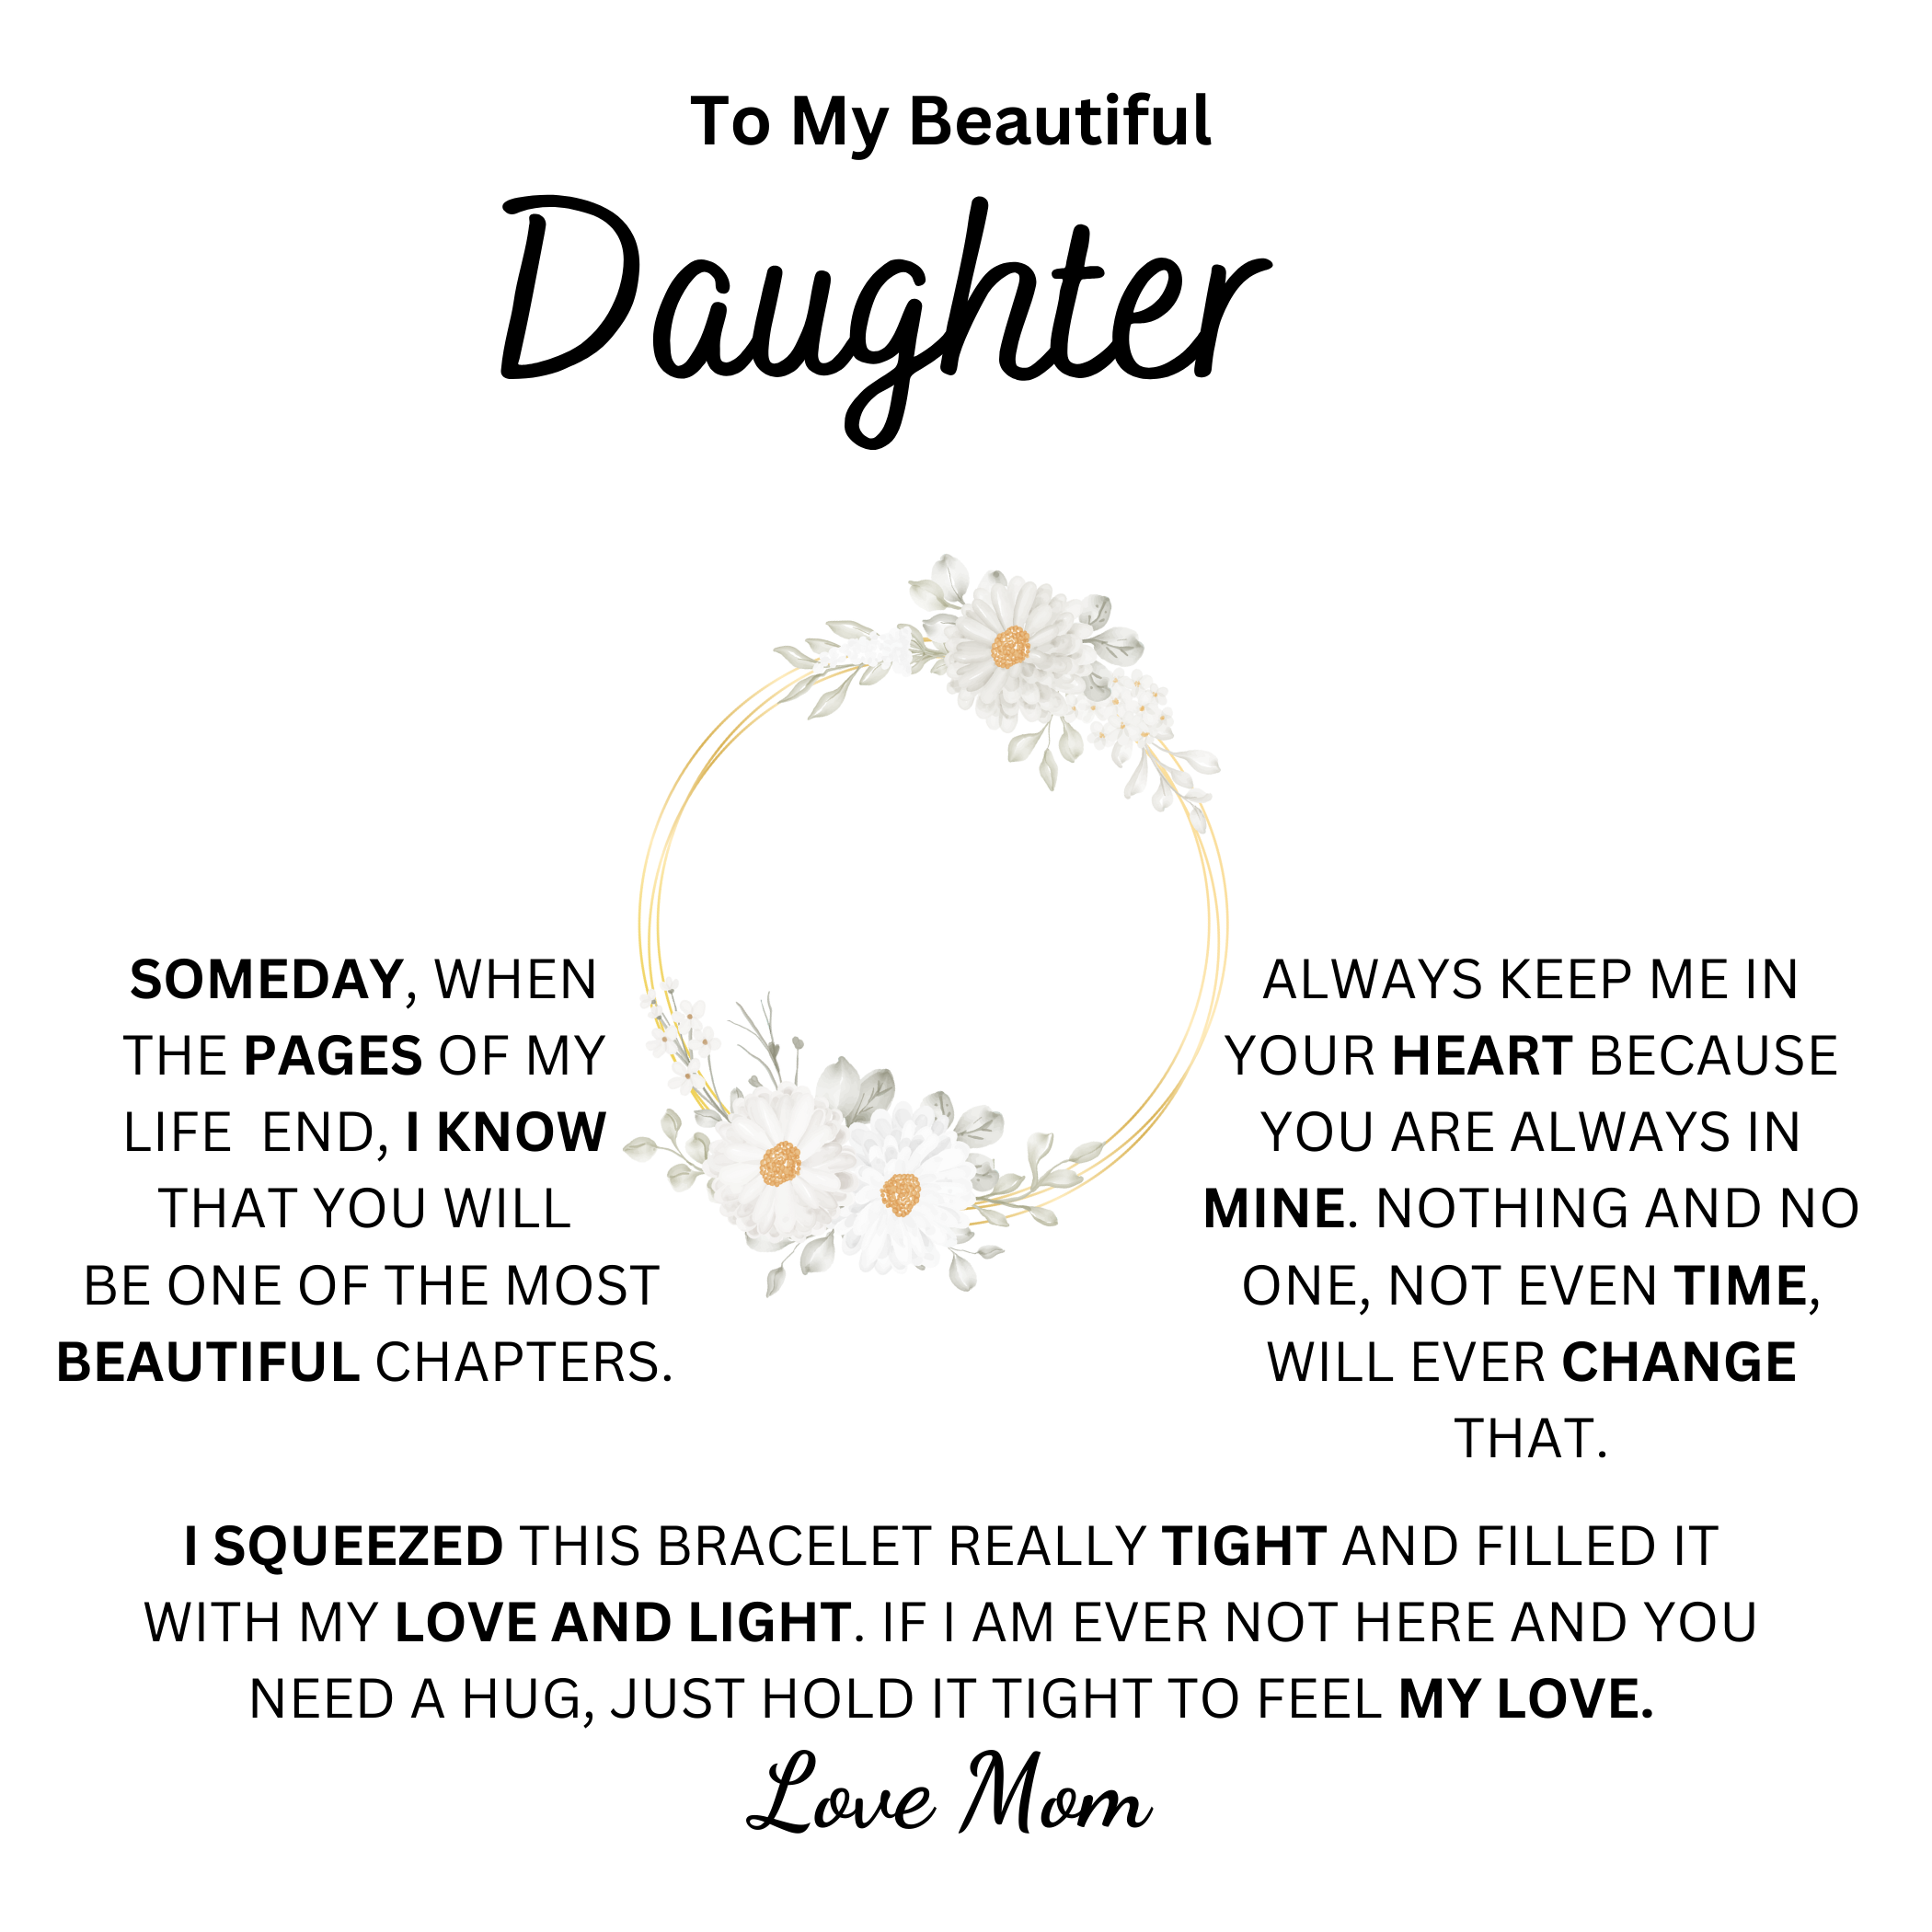 To My Beautiful
Daughter
SOMEDAY, WHEN
THE PAGES OF MY
LIFE  END, I KNOW
THAT YOU WILL
BE ONE OF THE MOST
BEAUTIFUL CHAPTERS.
ALWAYS KEEP ME IN
YOUR HEART BECAUSE
YOU ARE ALWAYS IN
MINE. NOTHING AND NO
ONE, NOT EVEN TIME,
WILL EVER CHANGE
THAT.
I SQUEEZED THIS BRACELET REALLY TIGHT AND FILLED IT
WITH MY LOVE AND LIGHT. IF I AM EVER NOT HERE AND YOU
NEED A HUG, JUST HOLD IT TIGHT TO FEEL MY LOVE.
Love Mom